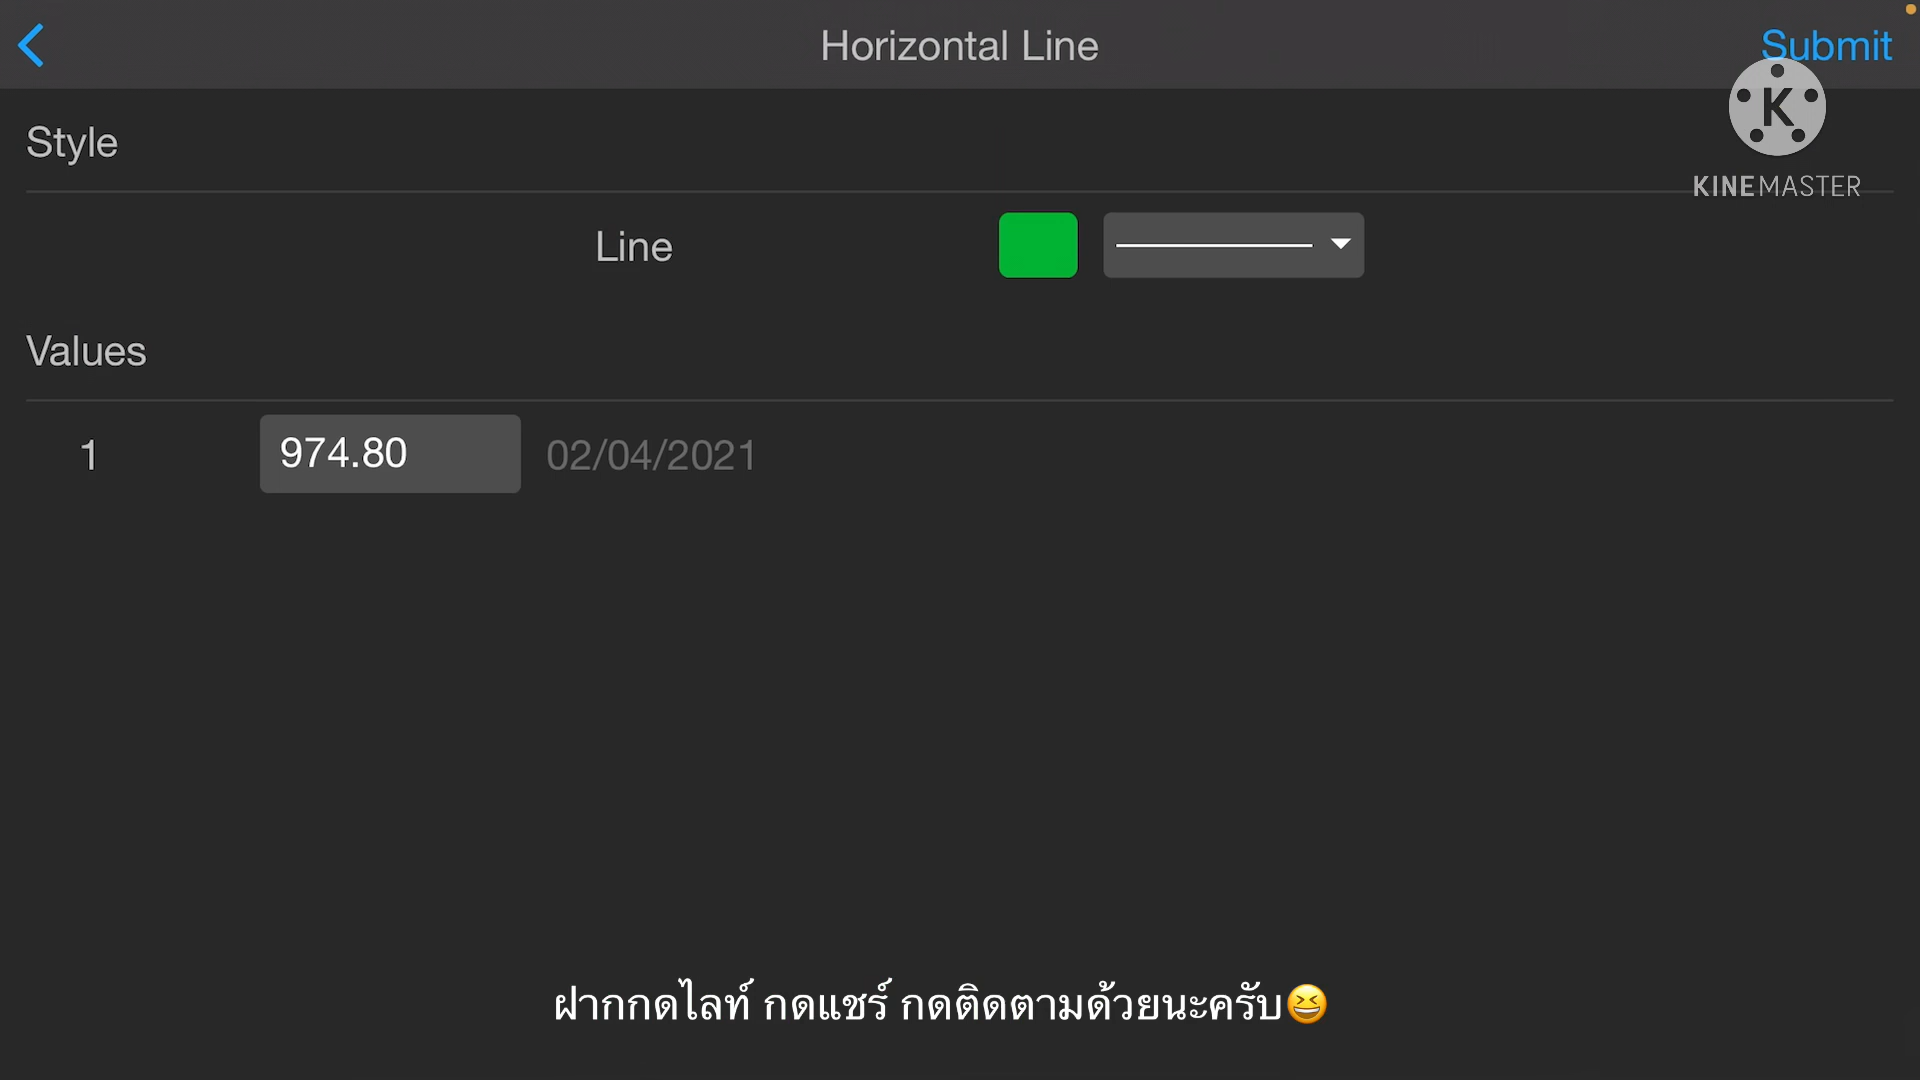 Horizontal Line
Submit
K
KINEMASTER
Style
Line
Values
1 974.80 02/04/2021
ฝากกดไลท์ กดแชร์ กดติดตามด้วยนะครับ😆